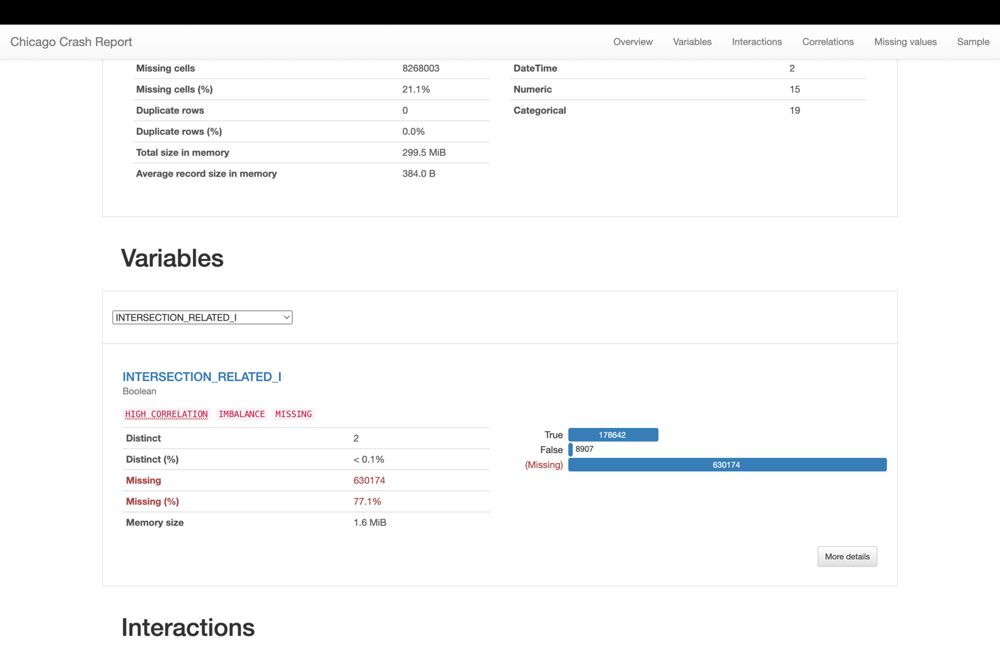 Chicago Crash Report
Overview Variables Interactions Correlations Missing values Sample
Missing cells 8268003
Missing cells (%) 21.1%
Duplicate rows 0
Duplicate rows (%) 0.0%
Total size in memory 299.5 MiB
Average record size in memory 384.0 B
DateTime 2
Numeric 15
Categorical 19
Variables
INTERSECTION_RELATED_I
INTERSECTION_RELATED_I
Boolean
HIGH CORRELATION IMBALANCE MISSING
Distinct 2
Distinct (%) < 0.1%
Missing 630174
Missing (%) 77.1%
Memory size 1.6 MiB
True 178642
False 8907
(Missing) 630174
More details
Interactions